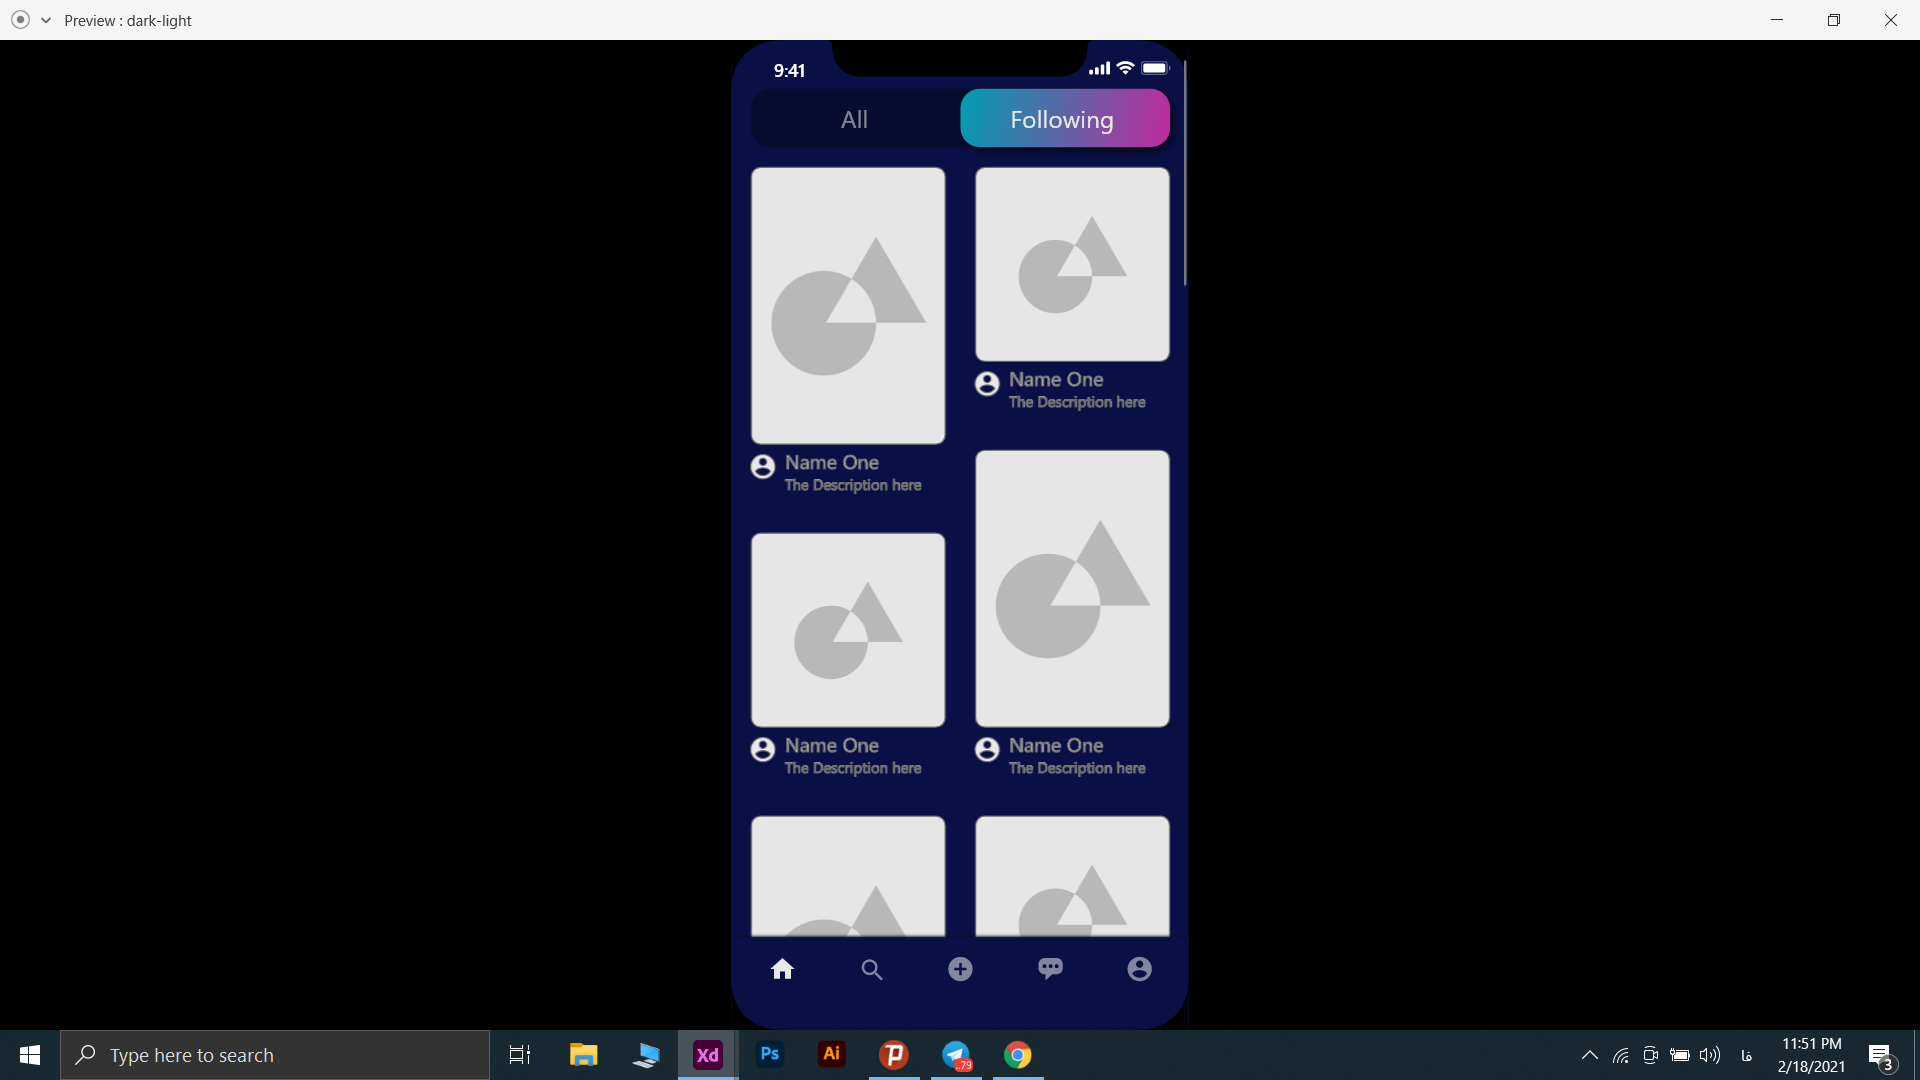 Preview : dark-light
9:41
All
Following
Name One
The Description here
Name One
The Description here
Name One
The Description here
Name One
The Description here
Type here to search
Xd
Ps
Ai
..79
فا
11:51 PM
2/18/2021
3